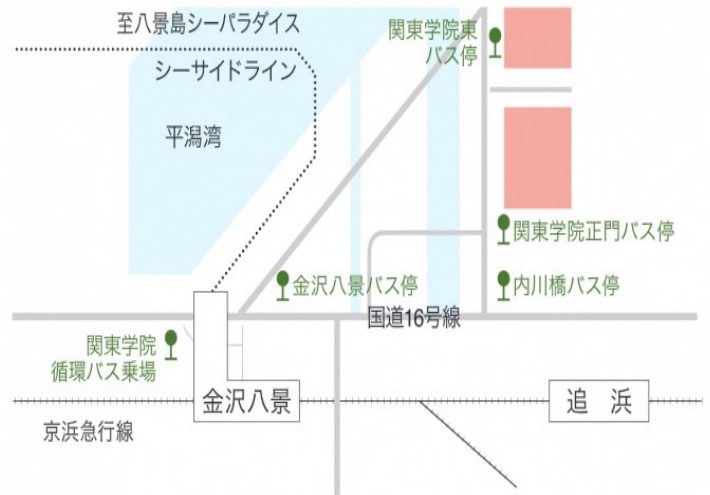 至八景島シーパラダイス
シーサイドライン
平潟湾
関東学院東
バス停
関東学院正門バス停
金沢八景バス停
内川橋バス停
国道16号線
関東学院
循環バス乗場
金沢八景
追 浜
京浜急行線